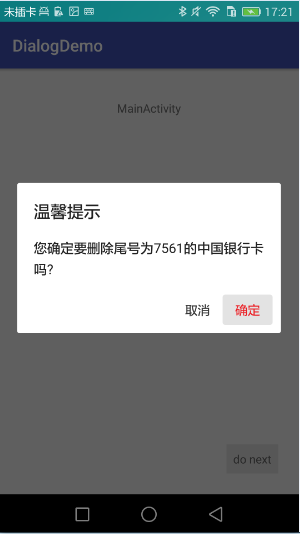 未插卡 17:21
DialogDemo
MainActivity
温馨提示
您确定要删除尾号为7561的中国银行卡
吗?
取消 确定
do next